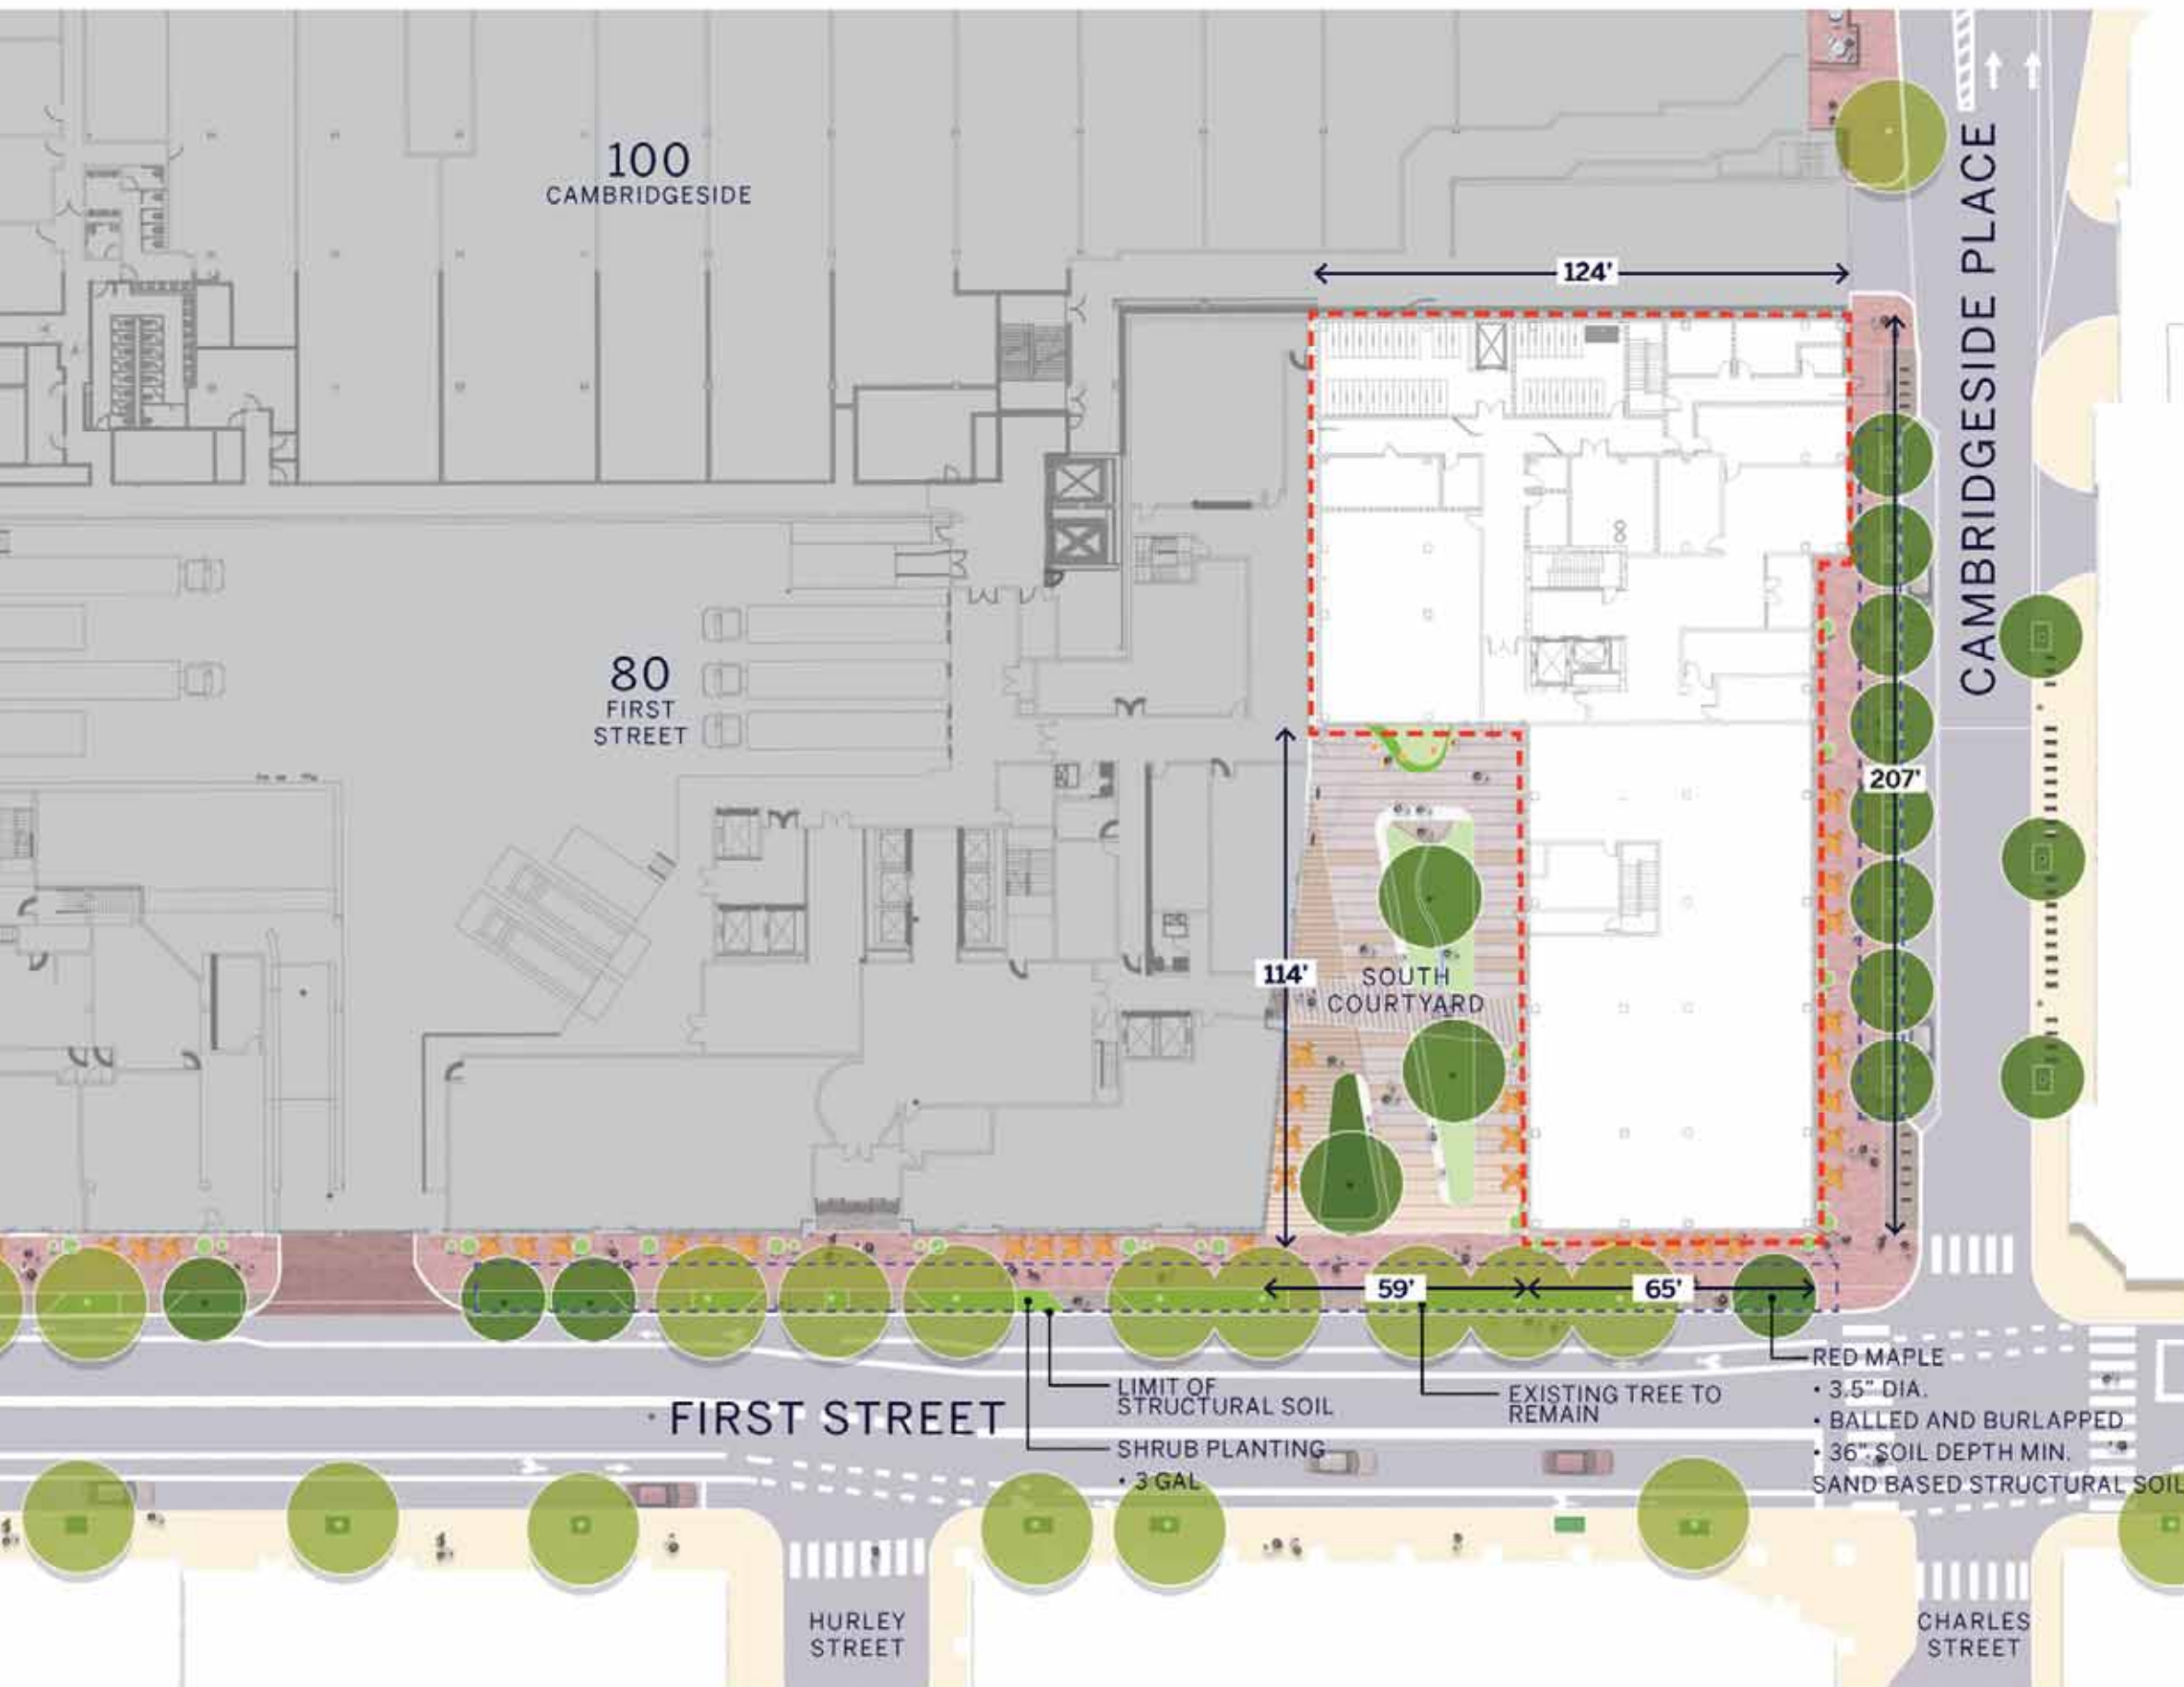 100
CAMBRIDGESIDE
CAMBRIDGESIDE PLACE
124'
80
FIRST
STREET
207'
114'
SOUTH
COURTYARD
59'
65'
FIRST STREET
LIMIT OF
STRUCTURAL SOIL
SHRUB PLANTING
• 3 GAL
EXISTING TREE TO
REMAIN
RED MAPLE
• 3.5" DIA.
• BALLED AND BURLAPPED
• 36" SOIL DEPTH MIN.
SAND BASED STRUCTURAL SOIL
HURLEY
STREET
CHARLES
STREET